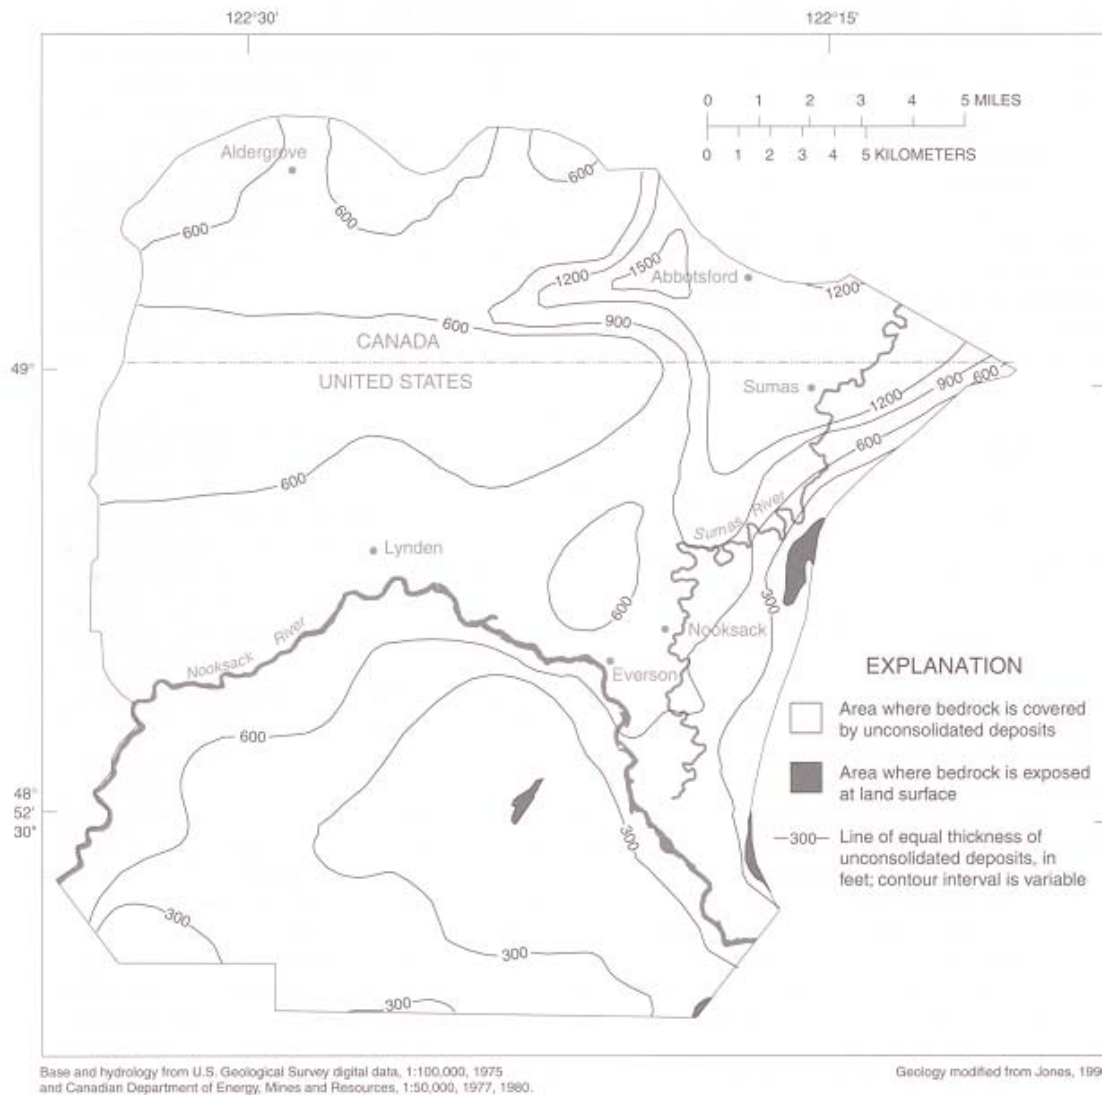 122°30'
122°15'
0 1 2 3 4 5 MILES
0 1 2 3 4 5 KILOMETERS
Aldergrove
600
600
600
1500
1200
Abbotsford
1200
600
900
CANADA
49°
UNITED STATES
Sumas
1200
900
600
600
600
Sumas River
Lynden
300
600
Nooksack
Nooksack River
Everson
EXPLANATION
Area where bedrock is covered
by unconsolidated deposits
600
Area where bedrock is exposed
at land surface
48°
52'
30"
300
300
Line of equal thickness of
unconsolidated deposits, in
feet; contour interval is variable
300
300
300
Base and hydrology from U.S. Geological Survey digital data, 1:100,000, 1975
and Canadian Department of Energy, Mines and Resources, 1:50,000, 1977, 1980.
Geology modified from Jones, 199